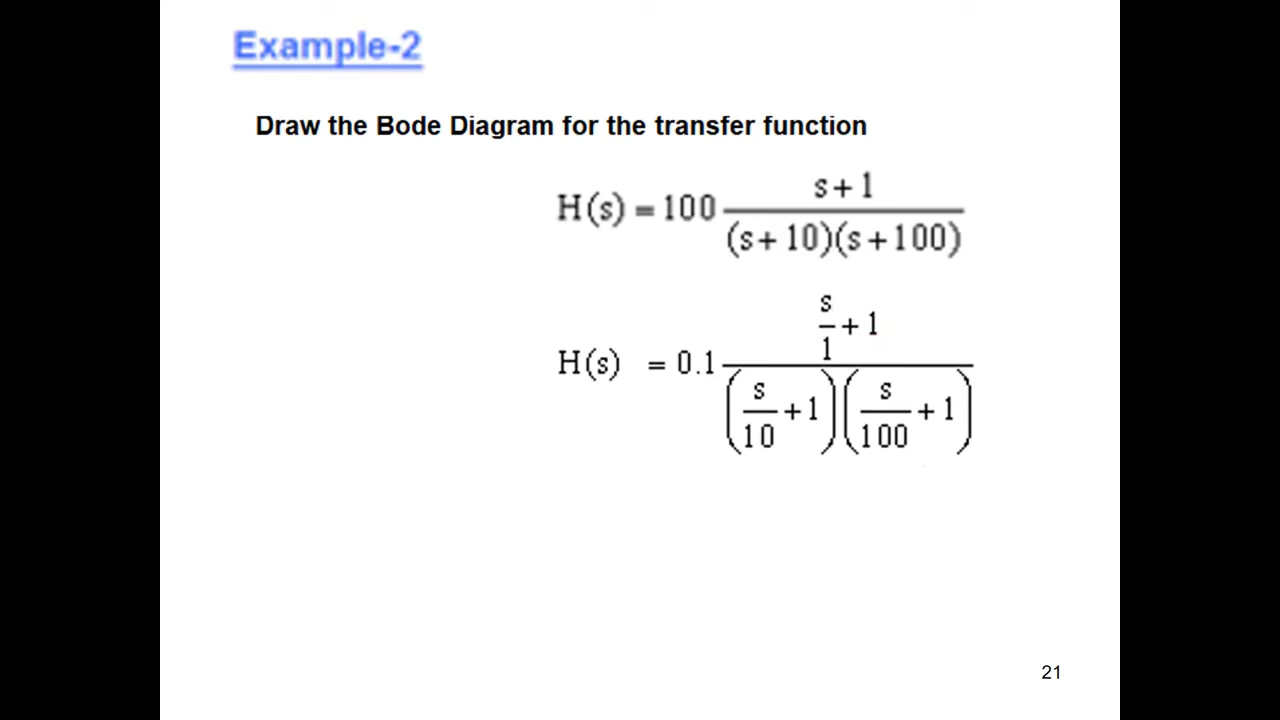 Example-2
Draw the Bode Diagram for the transfer function
H(s) = 100 (s+1)/((s+10)(s+100))
H(s) = 0.1 (s/1 + 1)/((s/10 + 1)(s/100 + 1))
21